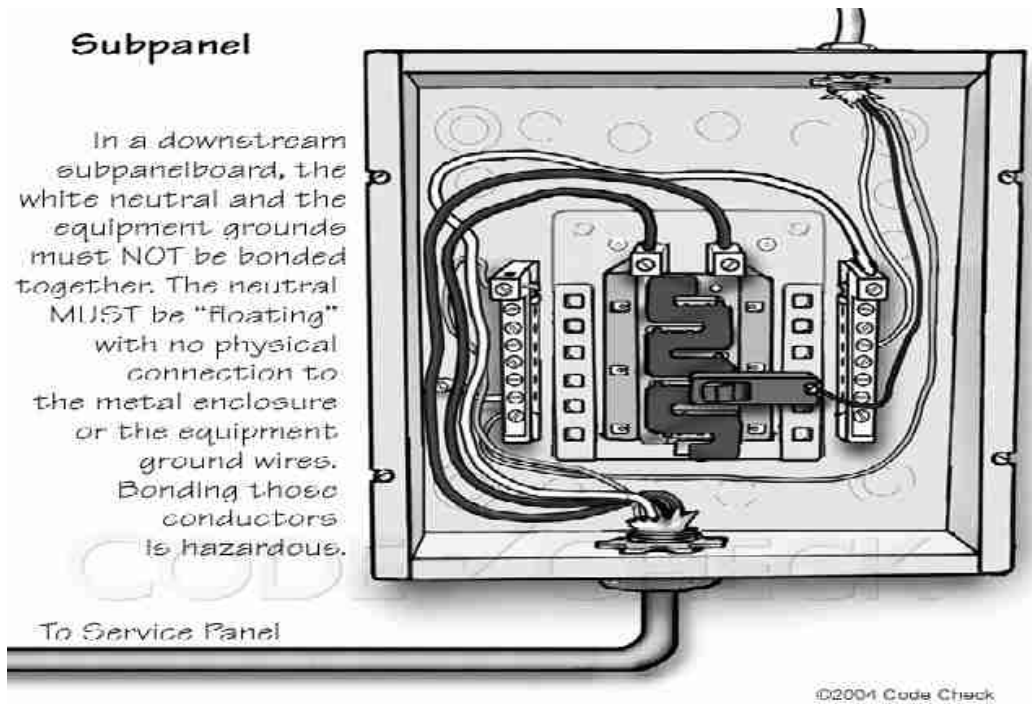 Subpanel
In a downstream
subpanelboard, the
white neutral and the
equipment grounds
must NOT be bonded
together. The neutral
MUST be "floating"
with no physical
connection to
the metal enclosure
or the equipment
ground wires.
Bonding those
conductors
is hazardous.
CODE CHECK
To Service Panel
©2004 Code Check